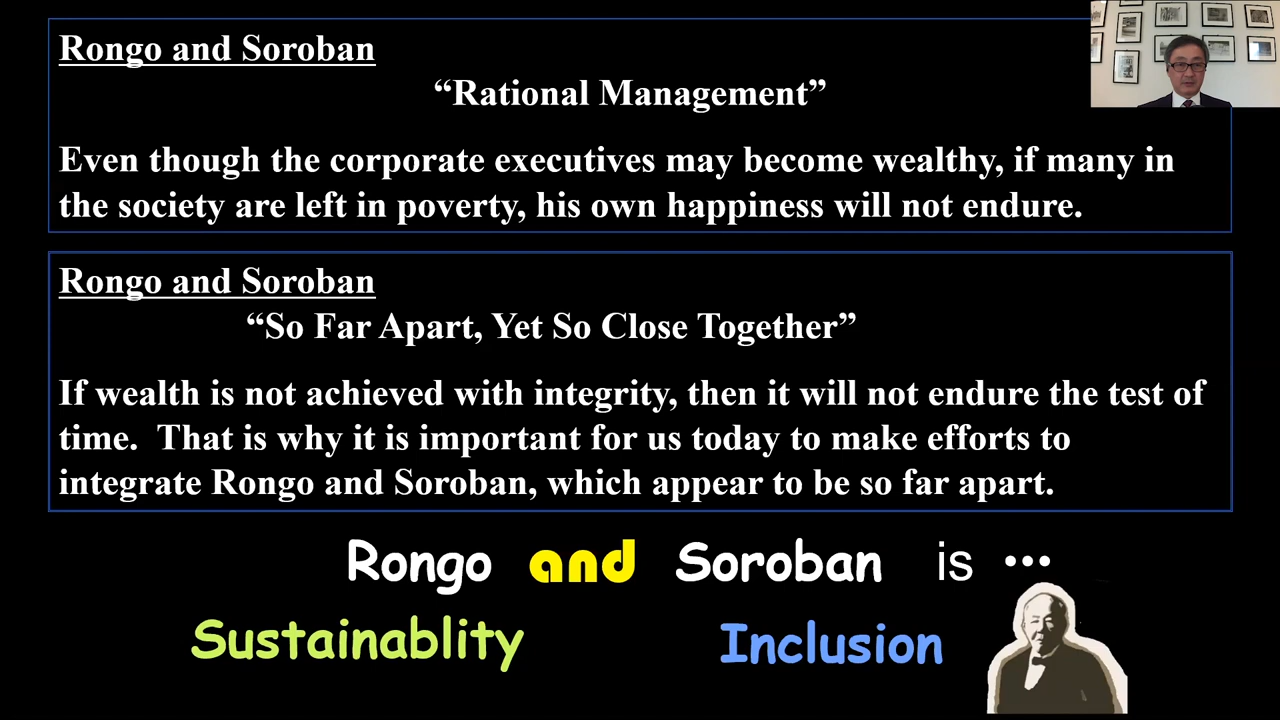 Rongo and Soroban
“Rational Management”
Even though the corporate executives may become wealthy, if many in
the society are left in poverty, his own happiness will not endure.
Rongo and Soroban
“So Far Apart, Yet So Close Together”
If wealth is not achieved with integrity, then it will not endure the test of
time.  That is why it is important for us today to make efforts to
integrate Rongo and Soroban, which appear to be so far apart.
Rongo and Soroban is •••
Sustainablity Inclusion